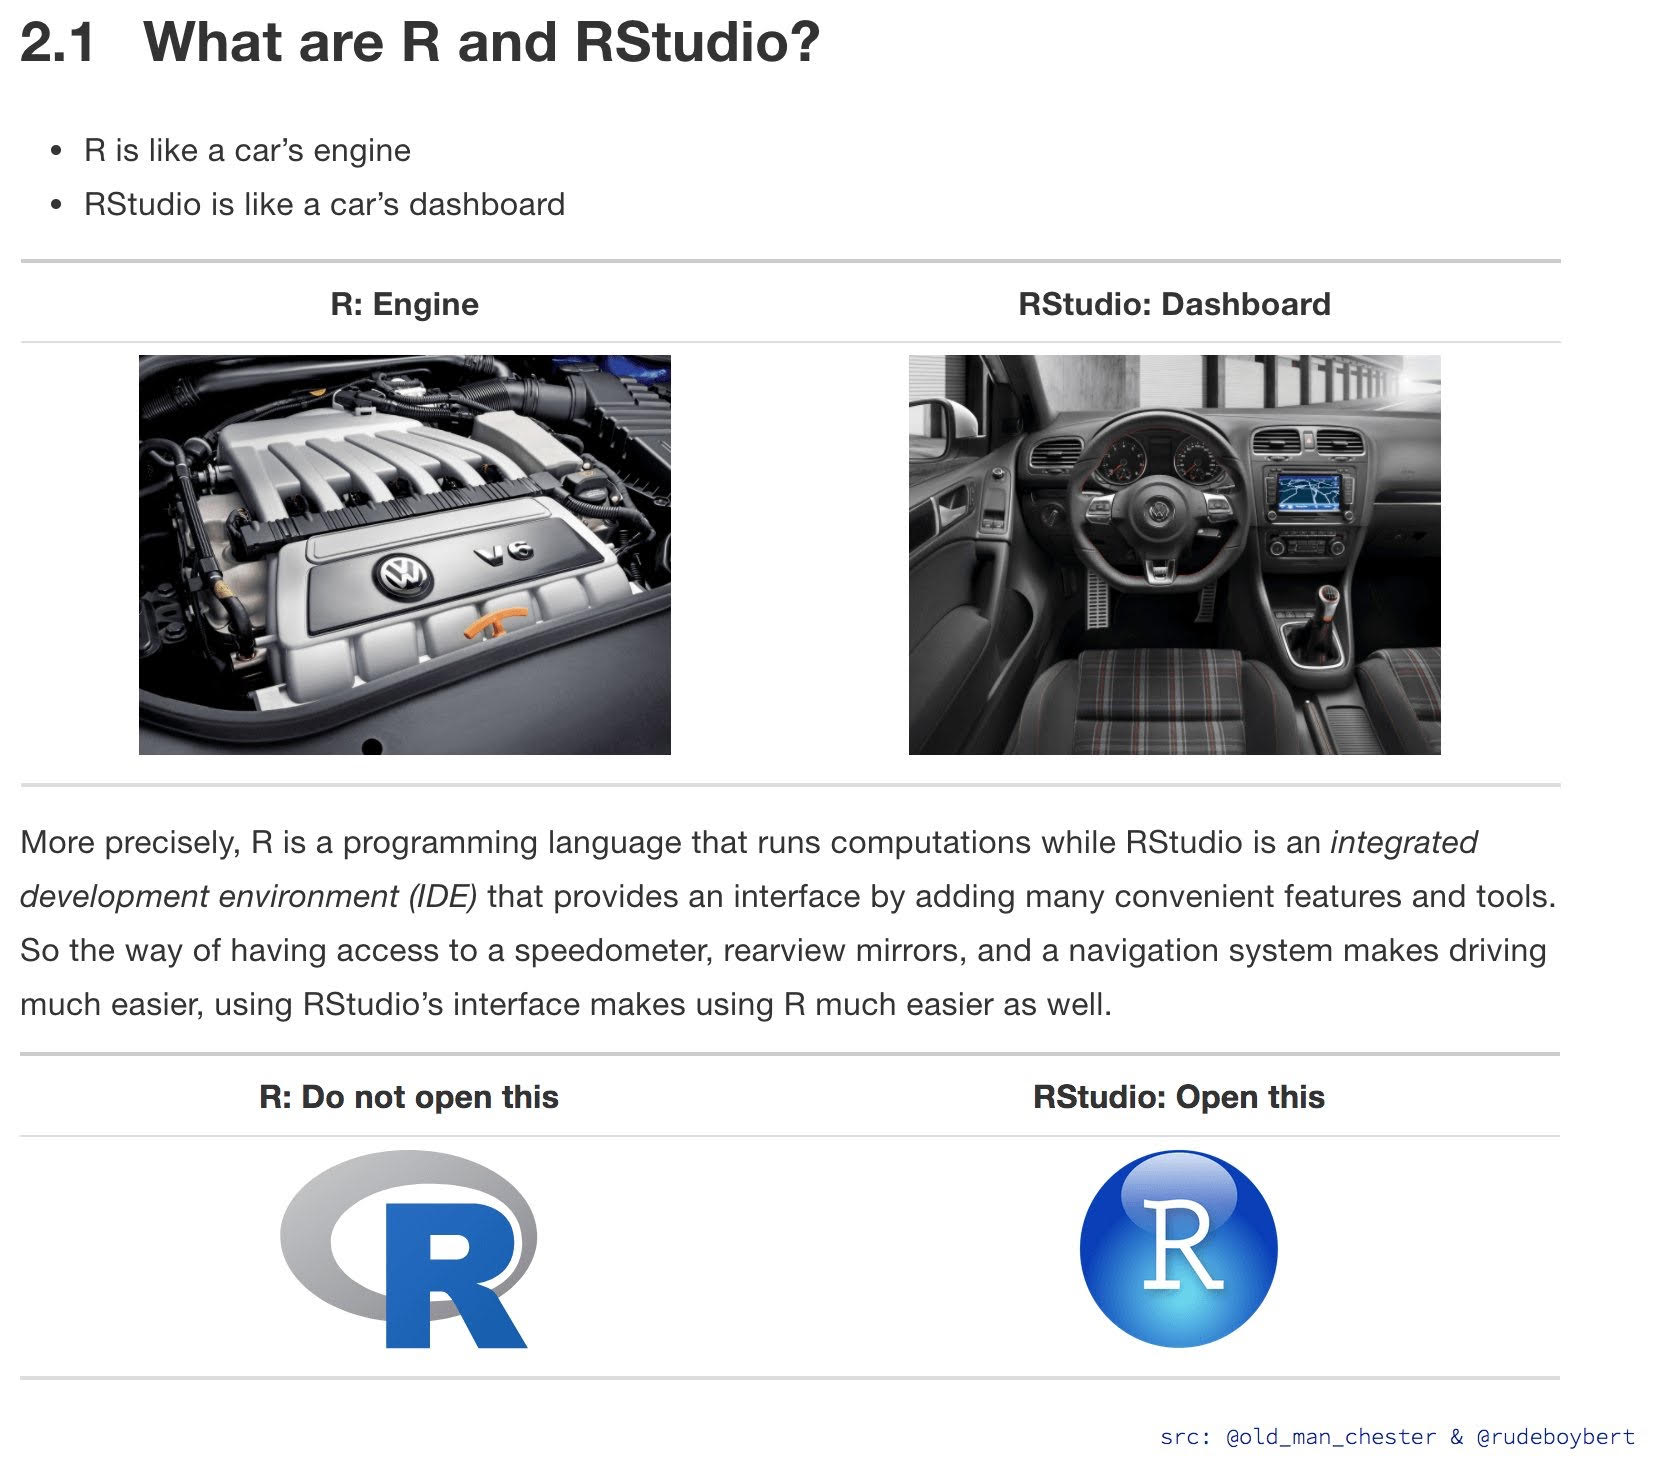 2.1 What are R and RStudio?
• R is like a car’s engine
• RStudio is like a car’s dashboard
R: Engine
RStudio: Dashboard
V6
More precisely, R is a programming language that runs computations while RStudio is an integrated
development environment (IDE) that provides an interface by adding many convenient features and tools.
So the way of having access to a speedometer, rearview mirrors, and a navigation system makes driving
much easier, using RStudio’s interface makes using R much easier as well.
R: Do not open this
RStudio: Open this
R
R
src: @old_man_chester & @rudeboybert